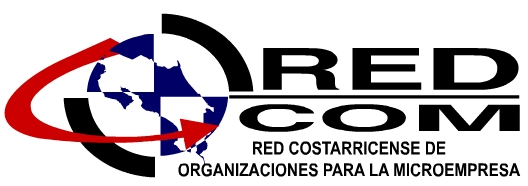 RED
COM
RED COSTARRICENSE DE
ORGANIZACIONES PARA LA MICROEMPRESA